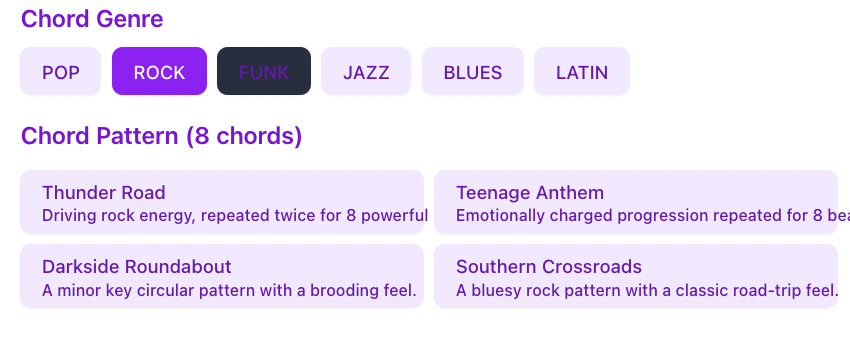 Chord Genre
POP ROCK FUNK JAZZ BLUES LATIN
Chord Pattern (8 chords)
Thunder Road
Driving rock energy, repeated twice for 8 powerful
Teenage Anthem
Emotionally charged progression repeated for 8
Darkside Roundabout
A minor key circular pattern with a brooding feel.
Southern Crossroads
A bluesy rock pattern with a classic road-trip feel.